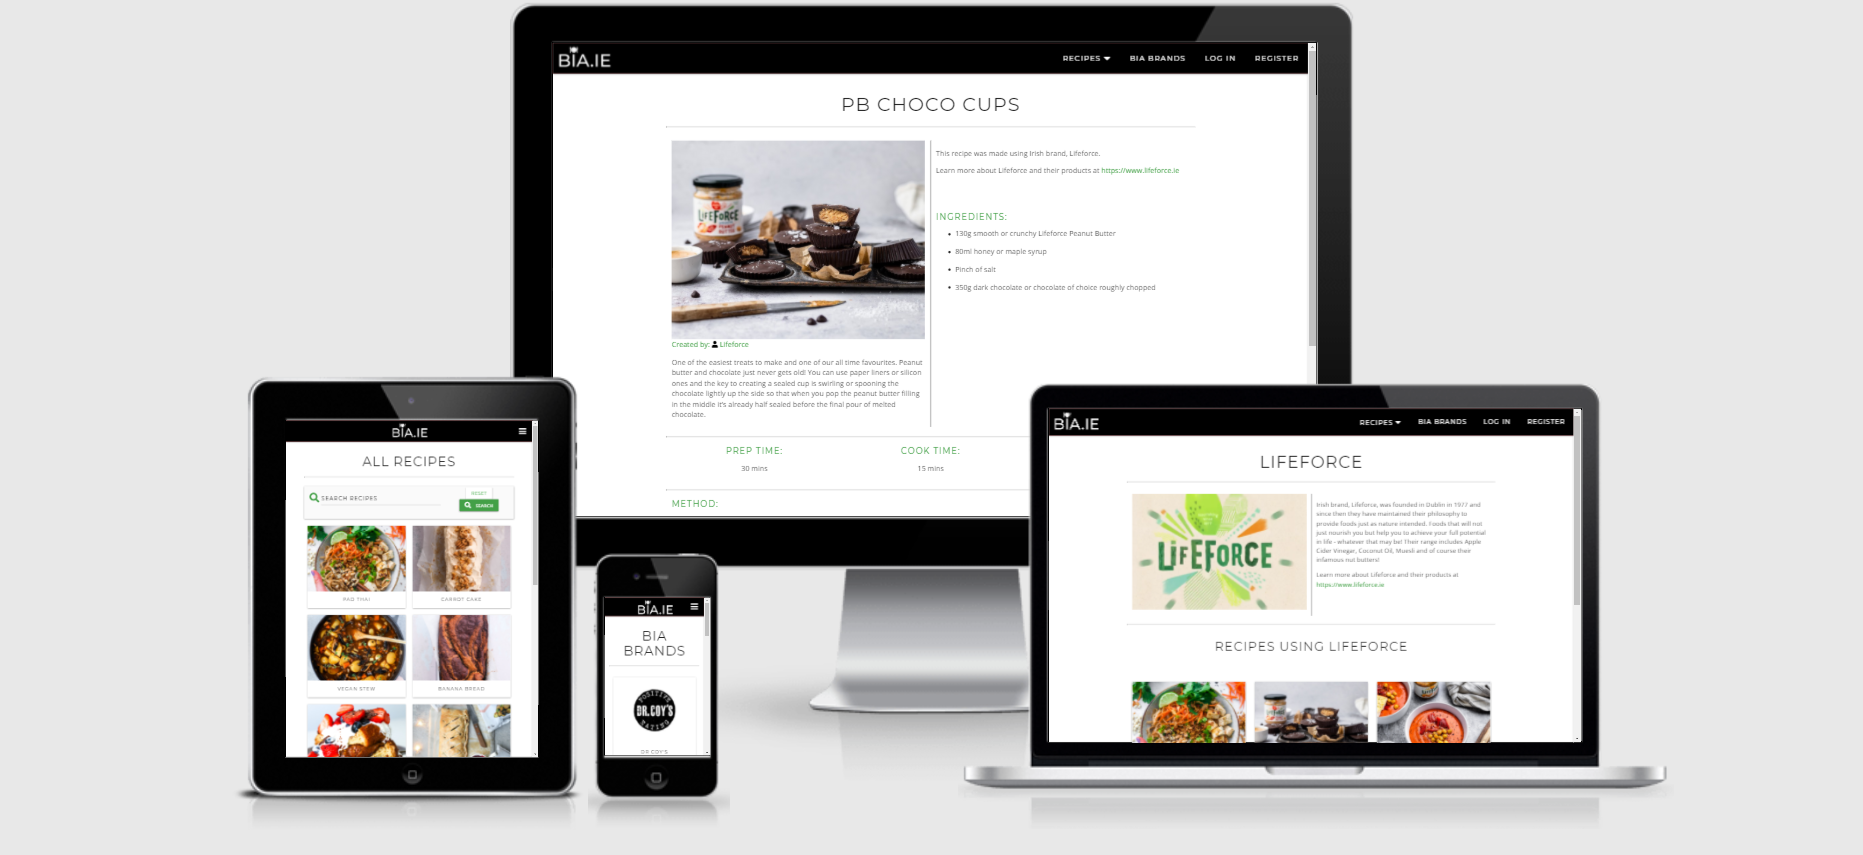 BIA.IE
RECIPES
BIA BRANDS
LOG IN
REGISTER
PB CHOCO CUPS
LIFEFORCE
This recipe was made using Irish brand, Lifeforce.
Learn more about Lifeforce and their products at https://www.lifeforce.ie
INGREDIENTS:
130g smooth or crunchy Lifeforce Peanut Butter
80ml honey or maple syrup
Pinch of salt
350g dark chocolate or chocolate of choice roughly chopped
Created by: Lifeforce
One of the easiest treats to make and one of our all time favourites. Peanut
butter and chocolate just never gets old! You can use paper liners or silicon
ones and the key to creating a sealed cup is swirling or spooning the
chocolate lightly up the side so that when you pop the peanut butter filling
in the middle it's already half sealed before the final pour of melted
chocolate.
PREP TIME:
30 mins
COOK TIME:
15 mins
METHOD:
BIA.IE
ALL RECIPES
SEARCH RECIPES
RESET
SEARCH
PAD THAI
CARROT CAKE
VEGAN STEW
BANANA BREAD
BIA.IE
BIA
BRANDS
POSITIVE
DR.COY'S
EATING
DR COY'S
BIA.IE
RECIPES
BIA BRANDS
LOG IN
REGISTER
LIFEFORCE
LIFEFORCE
Irish brand, Lifeforce, was founded in Dublin in 1977 and
since then they have maintained their philosophy to
provide foods just as nature intended. Foods that will not
just nourish you but help you to achieve your full potential
in life - whatever that may be! Their range includes Apple
Cider Vinegar, Coconut Oil, Muesli and of course their
infamous nut butters!
Learn more about Lifeforce and their products at
https://www.lifeforce.ie
RECIPES USING LIFEFORCE